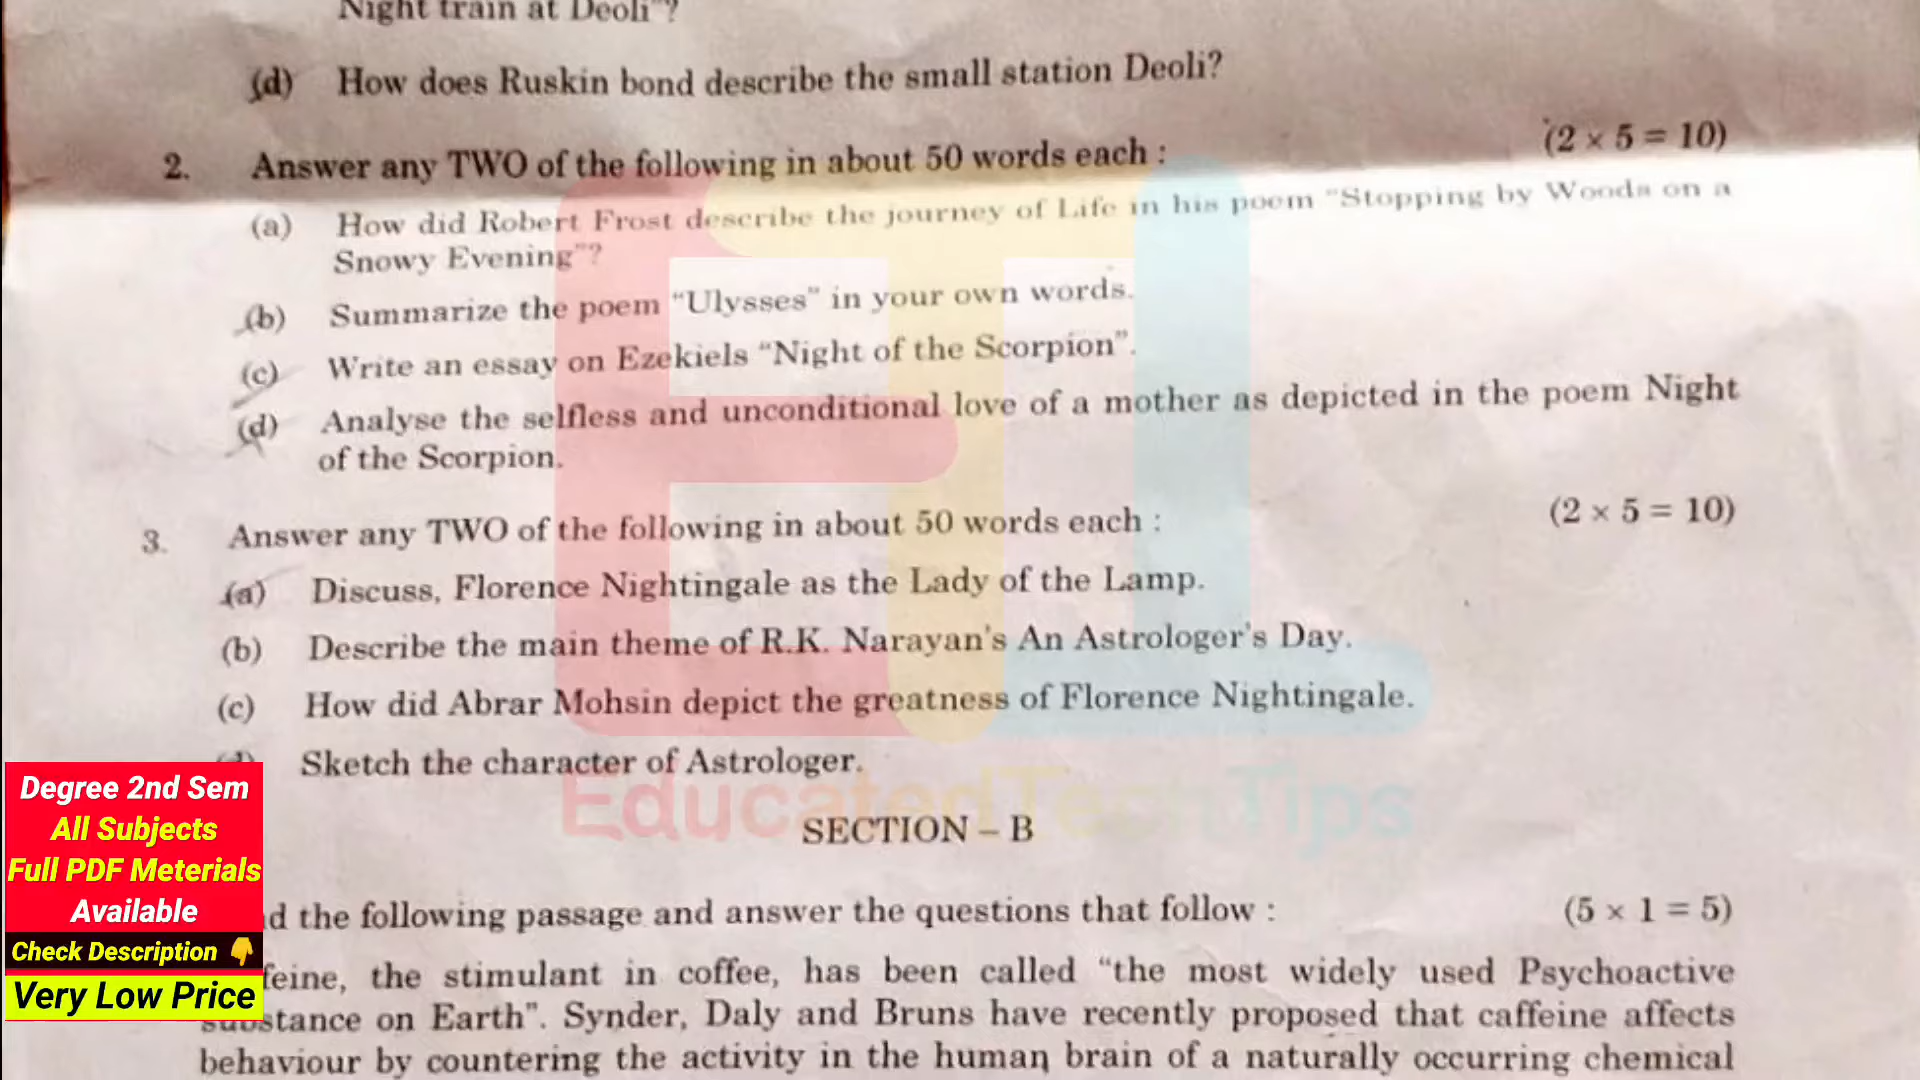 Night train at Deoli"?
(d) How does Ruskin bond describe the small station Deoli?
2. Answer any TWO of the following in about 50 words each : (2 × 5 = 10)
(a) How did Robert Frost describe the journey of Life in his poem "Stopping by Woods on a
Snowy Evening"?
(b) Summarize the poem "Ulysses" in your own words.
(c) Write an essay on Ezekiels "Night of the Scorpion".
(d) Analyse the selfless and unconditional love of a mother as depicted in the poem Night
of the Scorpion.
3. Answer any TWO of the following in about 50 words each : (2 × 5 = 10)
(a) Discuss, Florence Nightingale as the Lady of the Lamp.
(b) Describe the main theme of R.K. Narayan's An Astrologer's Day.
(c) How did Abrar Mohsin depict the greatness of Florence Nightingale.
(d) Sketch the character of Astrologer.
EducatedTechTips
SECTION – B
d the following passage and answer the questions that follow : (5 × 1 = 5)
feine, the stimulant in coffee, has been called "the most widely used Psychoactive
substance on Earth". Synder, Daly and Bruns have recently proposed that caffeine affects
behaviour by countering the activity in the human brain of a naturally occurring chemical
Degree 2nd Sem
All Subjects
Full PDF Meterials
Available
Check Description
Very Low Price